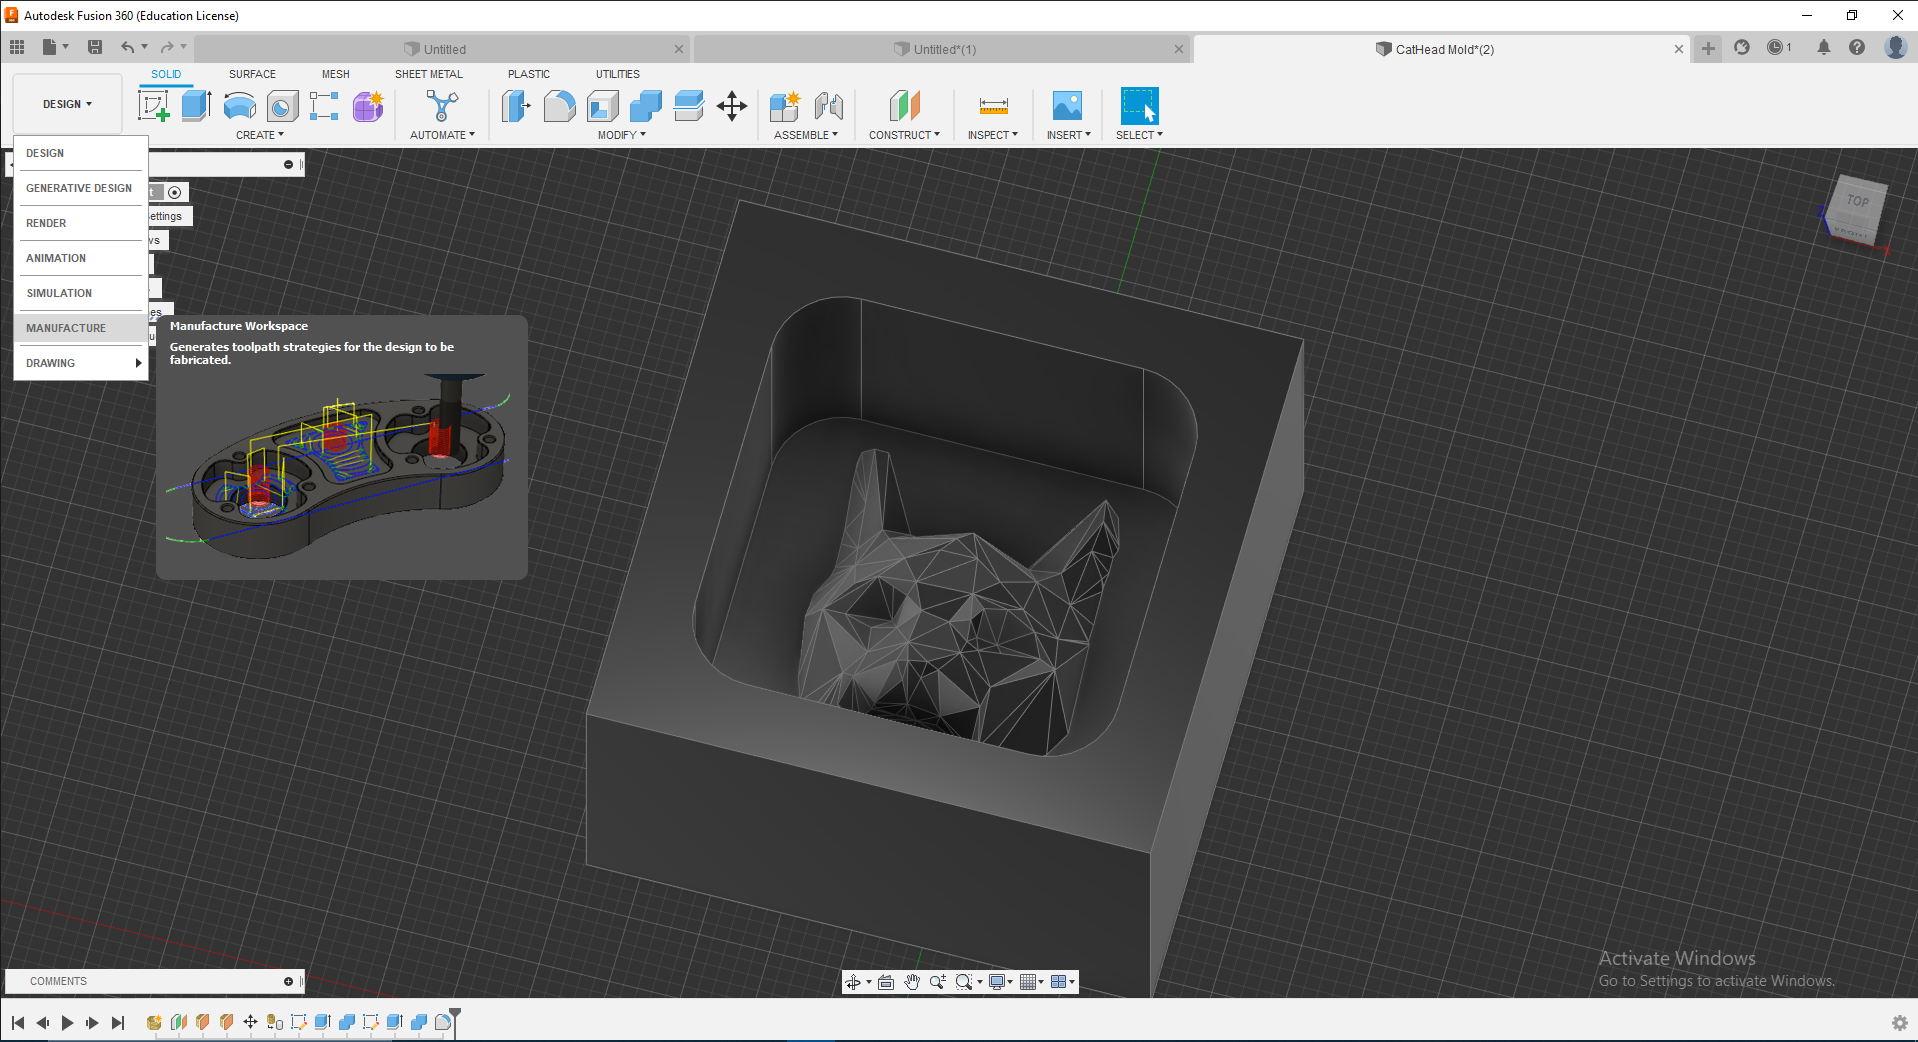 Autodesk Fusion 360 (Education License)
Untitled
Untitled*(1)
CatHead Mold*(2)
1
DESIGN
SOLID
SURFACE
MESH
SHEET METAL
PLASTIC
UTILITIES
CREATE
AUTOMATE
MODIFY
ASSEMBLE
CONSTRUCT
INSPECT
INSERT
SELECT
DESIGN
GENERATIVE DESIGN
RENDER
ANIMATION
SIMULATION
MANUFACTURE
DRAWING
Manufacture Workspace
Generates toolpath strategies for the design to be
fabricated.
TOP
FRONT
Z
X
Activate Windows
Go to Settings to activate Windows.
COMMENTS